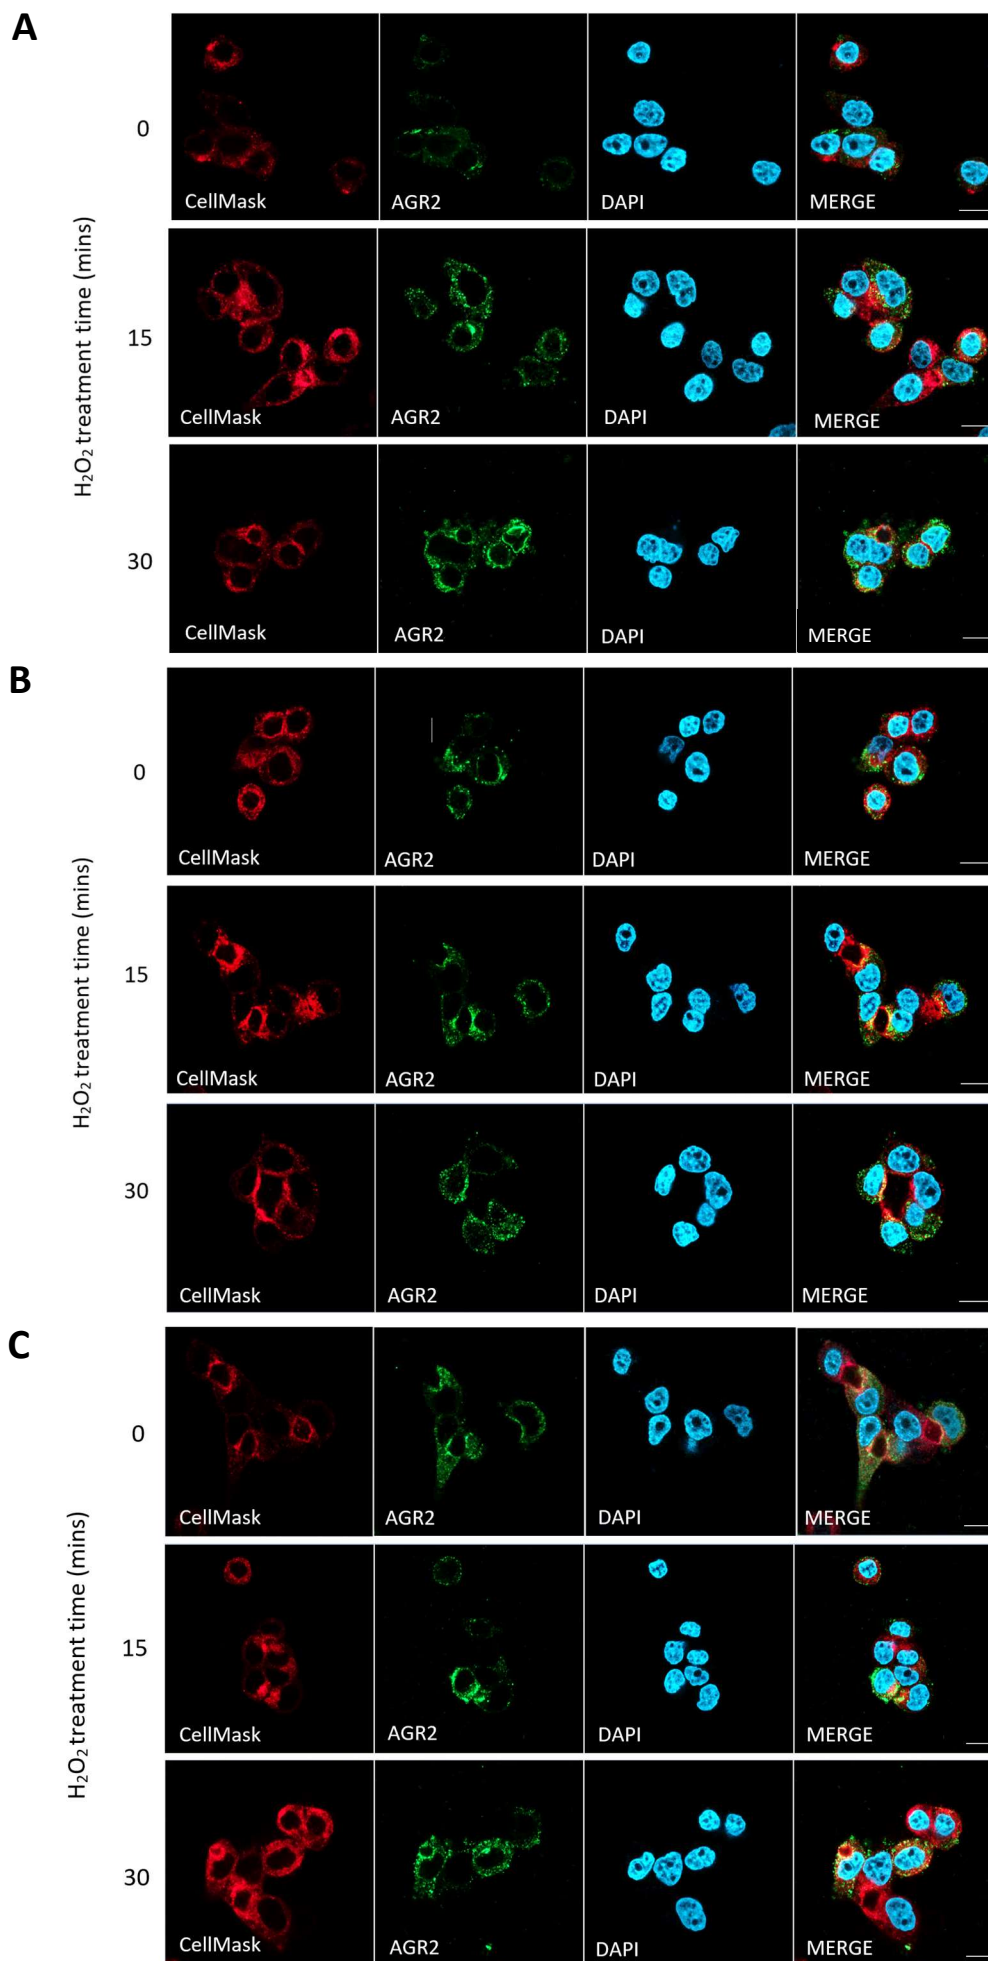 A
0
CellMask AGR2 DAPI MERGE
15
CellMask AGR2 DAPI MERGE
30
CellMask AGR2 DAPI MERGE
H₂O₂ treatment time (mins)
B
0
CellMask AGR2 DAPI MERGE
15
CellMask AGR2 DAPI MERGE
30
CellMask AGR2 DAPI MERGE
H₂O₂ treatment time (mins)
C
0
CellMask AGR2 DAPI MERGE
15
CellMask AGR2 DAPI MERGE
30
CellMask AGR2 DAPI MERGE
H₂O₂ treatment time (mins)